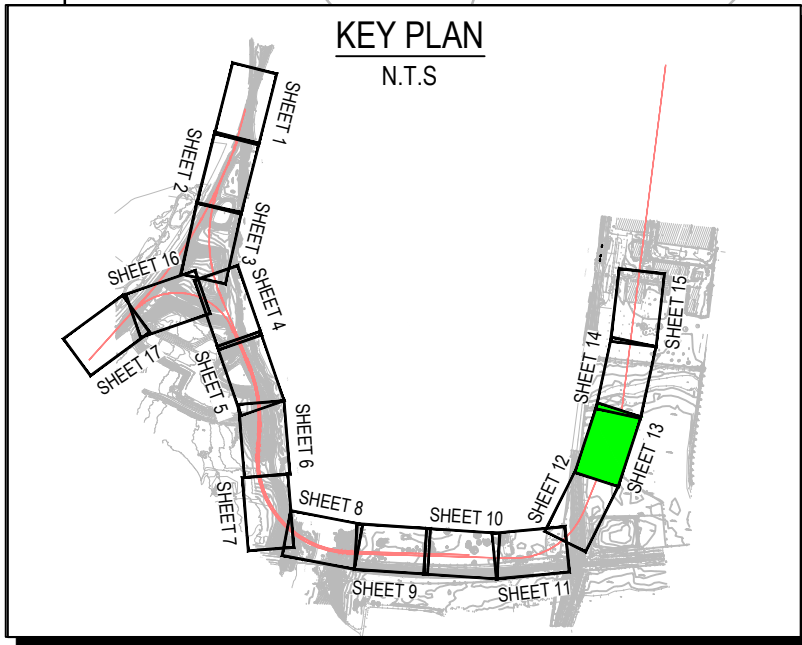 KEY PLAN
N.T.S
SHEET 1
SHEET 2
SHEET 3
SHEET 16
SHEET 4
SHEET 17
SHEET 5
SHEET 6
SHEET 7
SHEET 8
SHEET 9
SHEET 10
SHEET 11
SHEET 12
SHEET 13
SHEET 14
SHEET 15